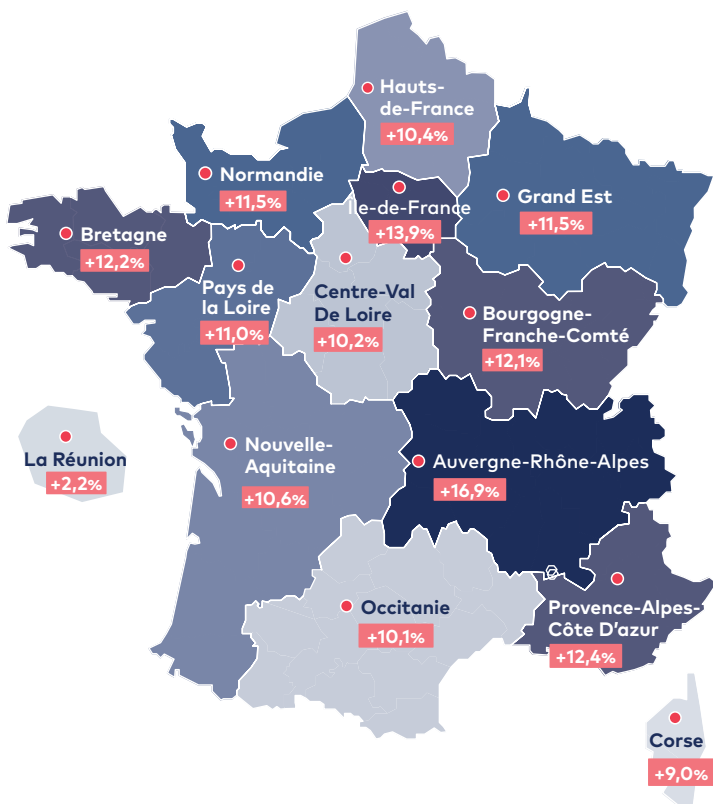 Hauts-
de-France
+10,4%
Normandie
+11,5%
Île-de-France
+13,9%
Grand Est
+11,5%
Bretagne
+12,2%
Pays de
la Loire
+11,0%
Centre-Val
De Loire
+10,2%
Bourgogne-
Franche-Comté
+12,1%
La Réunion
+2,2%
Nouvelle-
Aquitaine
+10,6%
Auvergne-Rhône-Alpes
+16,9%
Occitanie
+10,1%
Provence-Alpes-
Côte D'azur
+12,4%
Corse
+9,0%